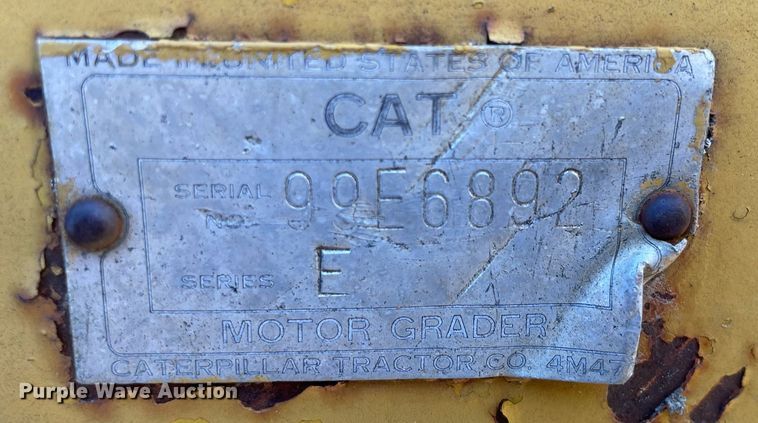 MADE IN UNITED STATES OF AMERICA
CAT ®
SERIAL NO. 99E6892
SERIES E
MOTOR GRADER
CATERPILLAR TRACTOR CO. 4M47
Purple Wave Auction